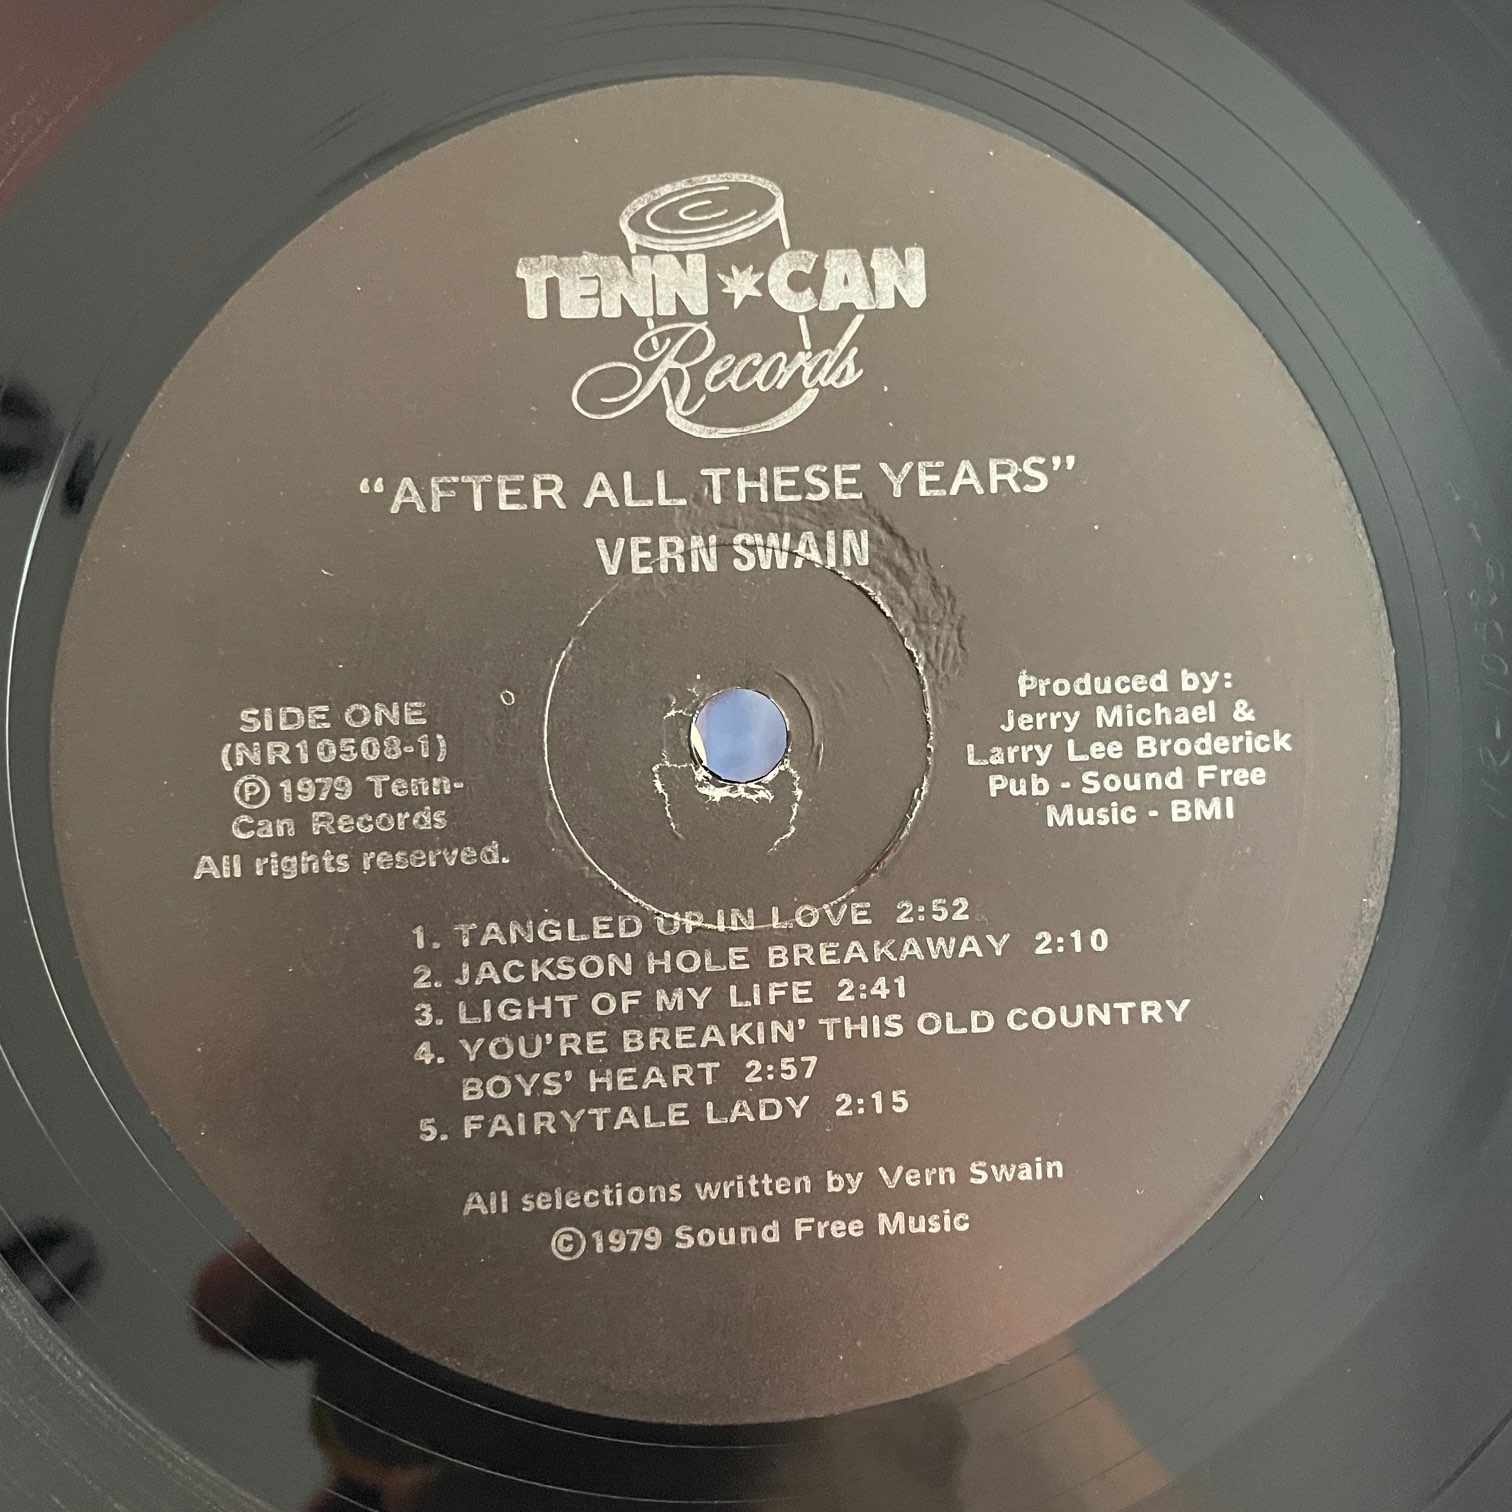 TENN★CAN
Records
“AFTER ALL THESE YEARS”
VERN SWAIN
SIDE ONE
(NR10508-1)
Ⓟ 1979 Tenn-
Can Records
All rights reserved.
Produced by:
Jerry Michael &
Larry Lee Broderick
Pub - Sound Free
Music - BMI
1. TANGLED UP IN LOVE 2:52
2. JACKSON HOLE BREAKAWAY 2:10
3. LIGHT OF MY LIFE 2:41
4. YOU’RE BREAKIN’ THIS OLD COUNTRY
BOYS’ HEART 2:57
5. FAIRYTALE LADY 2:15
All selections written by Vern Swain
©1979 Sound Free Music